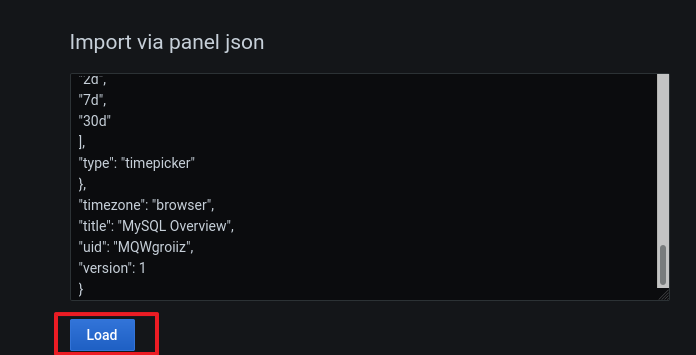 Import via panel json
"2d",
"7d",
"30d"
],
"type": "timepicker"
},
"timezone": "browser",
"title": "MySQL Overview",
"uid": "MQWgroiiz",
"version": 1
}
Load